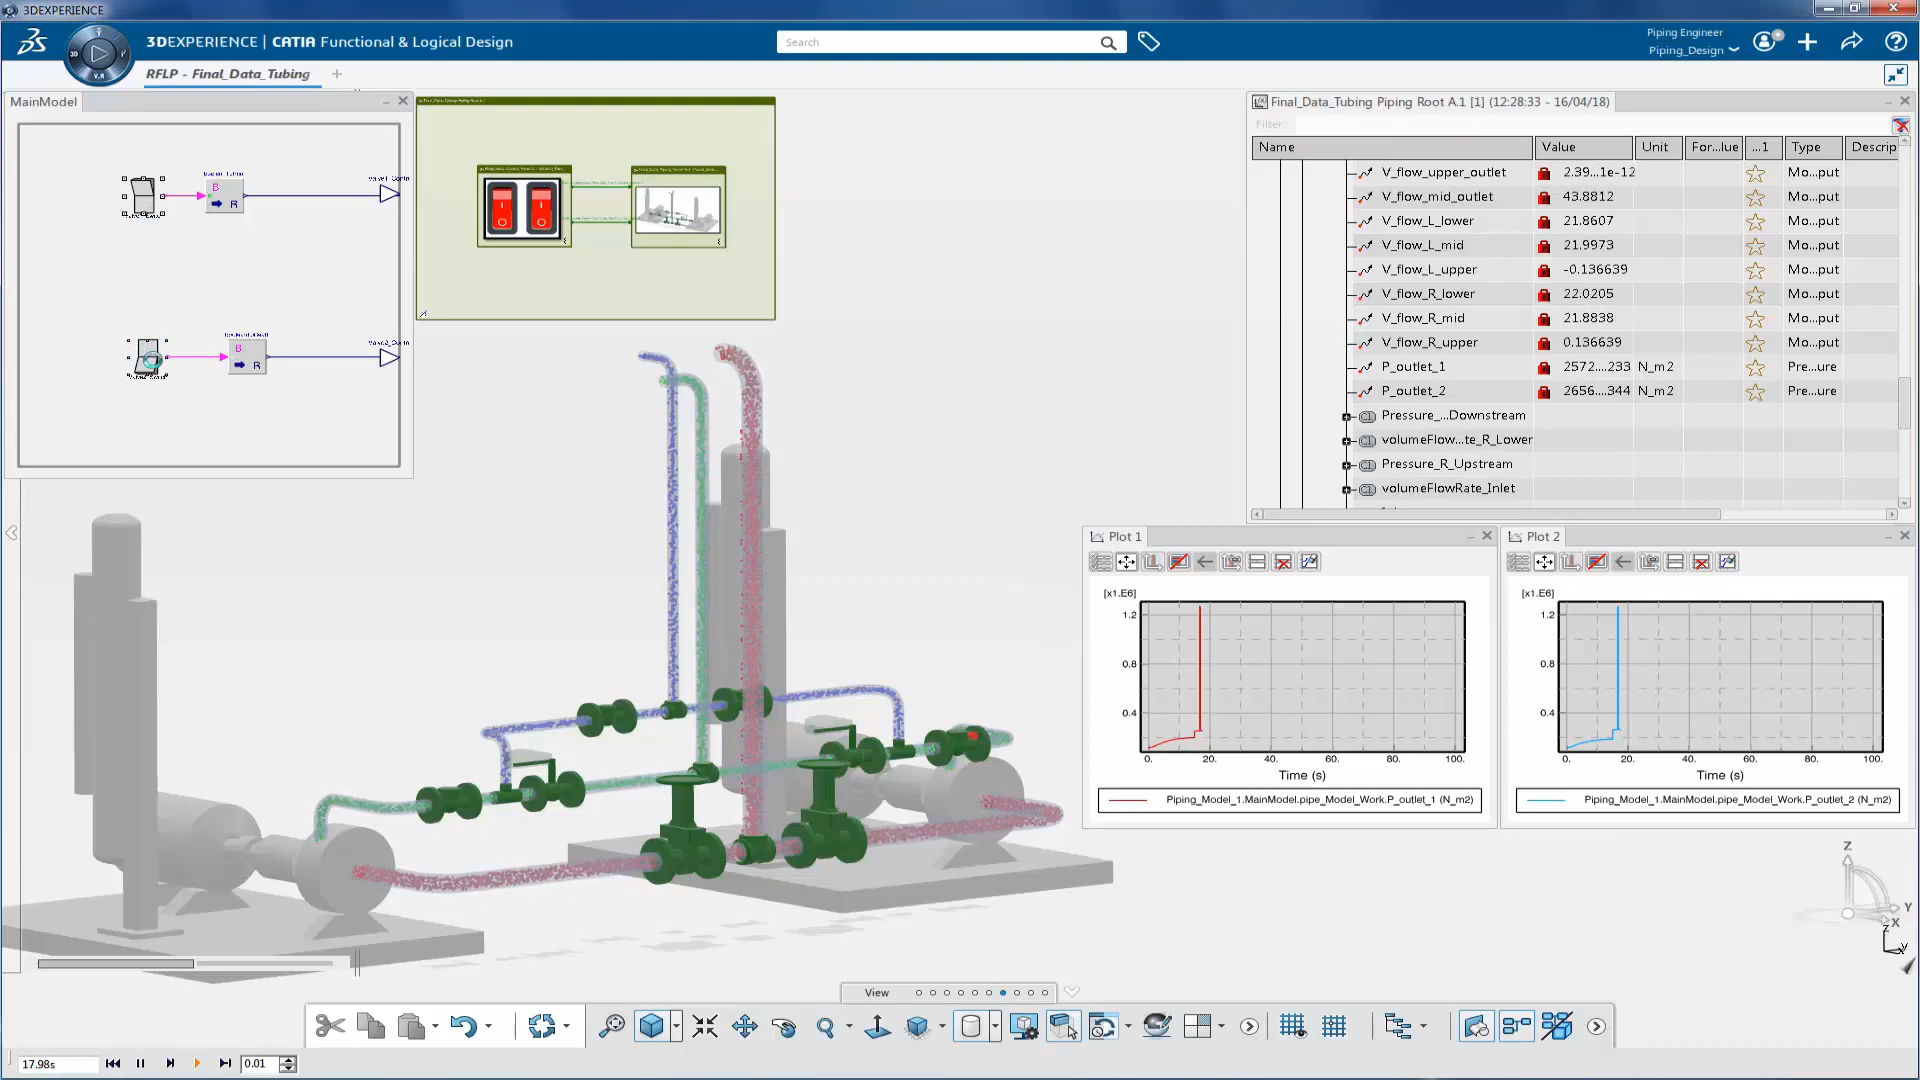 3DEXPERIENCE
3DEXPERIENCE | CATIA Functional & Logical Design
Search
Piping Engineer
Piping_Design
3D
V.R
RFLP - Final_Data_Tubing
MainModel
B
R
B
R
Final_Data_Tubing Piping Root A.1 [1] (12:28:33 - 16/04/18)
Filter :
Name Value Unit For...lue ...1 Type Descrip
V_flow_upper_outlet 2.39...1e-12 Mo...put
V_flow_mid_outlet 43.8812 Mo...put
V_flow_L_lower 21.8607 Mo...put
V_flow_L_mid 21.9973 Mo...put
V_flow_L_upper -0.136639 Mo...put
V_flow_R_lower 22.0205 Mo...put
V_flow_R_mid 21.8838 Mo...put
V_flow_R_upper 0.136639 Mo...put
P_outlet_1 2572....233 N_m2 Pre...ure
P_outlet_2 2656....344 N_m2 Pre...ure
Pressure_...Downstream
volumeFlow...te_R_Lower
Pressure_R_Upstream
volumeFlowRate_Inlet
Plot 1
[x1.E6]
1.2
0.8
0.4
0. 20. 40. 60. 80. 100.
Time (s)
Piping_Model_1.MainModel.pipe_Model_Work.P_outlet_1 (N_m2)
Plot 2
[x1.E6]
1.2
0.8
0.4
0. 20. 40. 60. 80. 100.
Time (s)
Piping_Model_1.MainModel.pipe_Model_Work.P_outlet_2 (N_m2)
Z
Y
X
z
y
View
17.98s
0.01